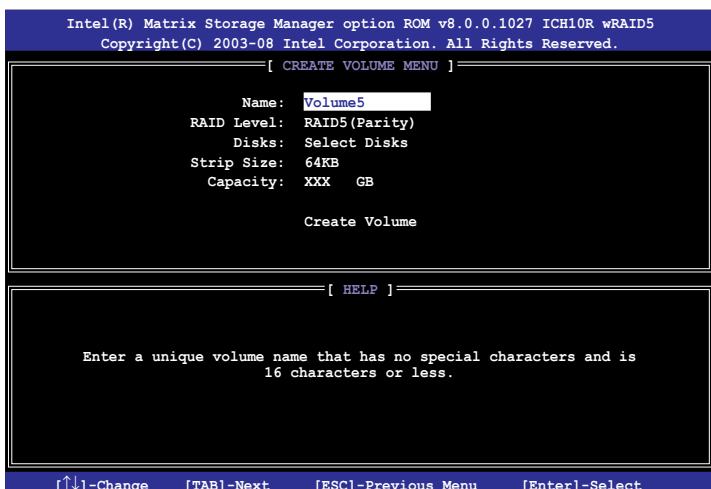 Intel(R) Matrix Storage Manager option ROM v8.0.0.1027 ICH10R wRAID5
Copyright(C) 2003-08 Intel Corporation. All Rights Reserved.
[ CREATE VOLUME MENU ]
Name: Volume5
RAID Level: RAID5(Parity)
Disks: Select Disks
Strip Size: 64KB
Capacity: XXX GB
Create Volume
[ HELP ]
Enter a unique volume name that has no special characters and is
16 characters or less.
[↑↓]-Change [TAB]-Next [ESC]-Previous Menu [Enter]-Select